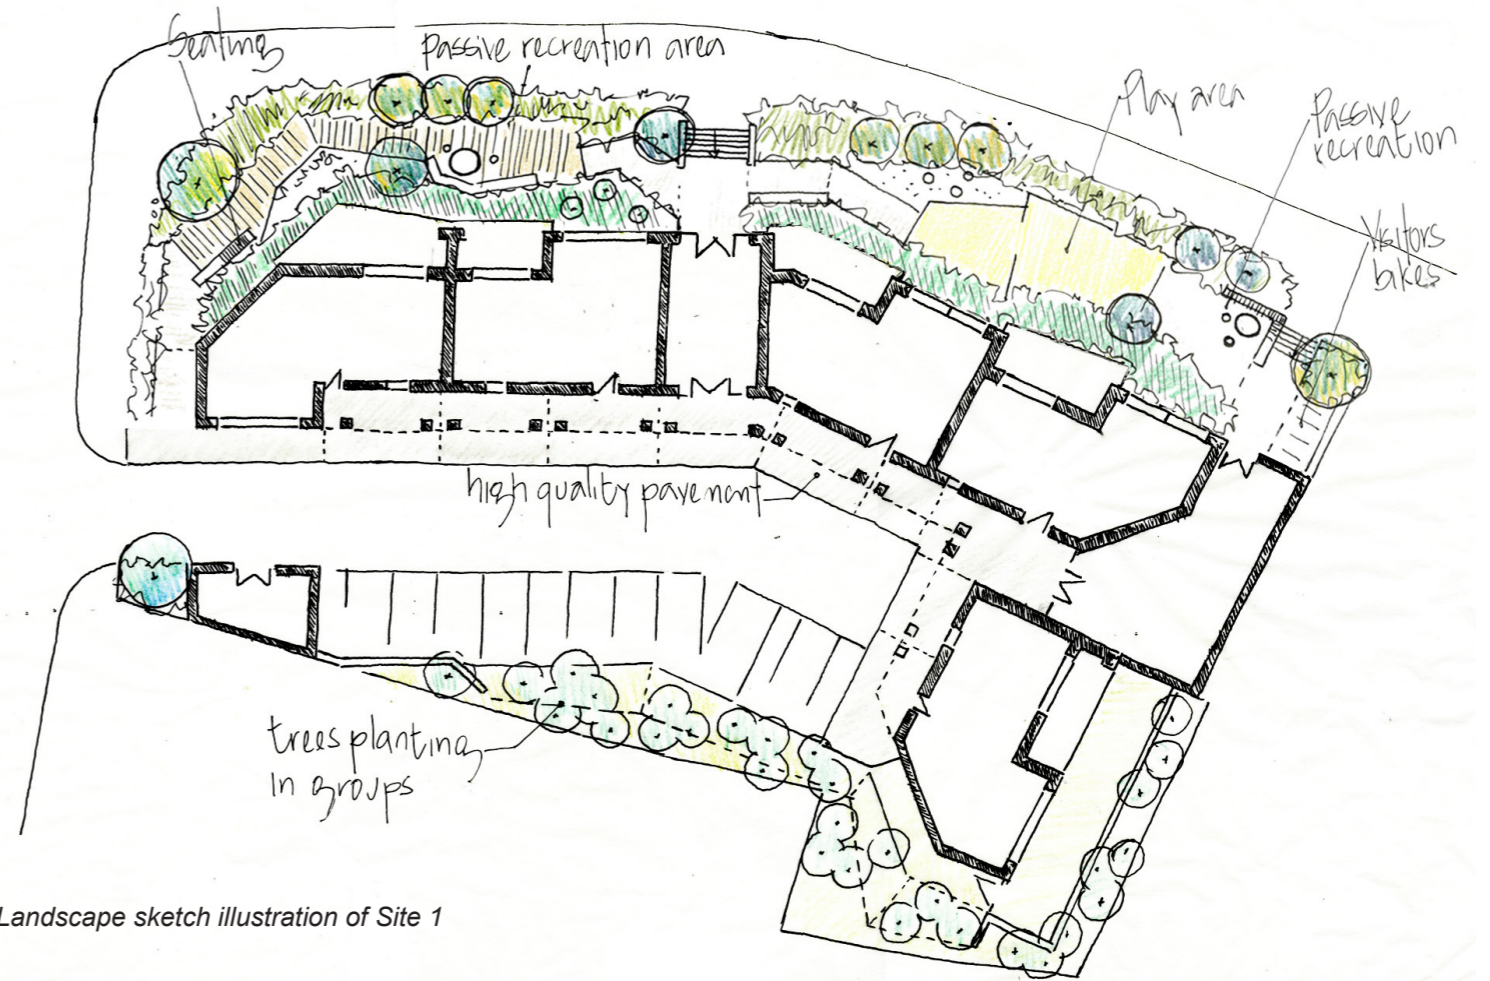 Seating
passive recreation area
Play area
Passive
recreation
Visitors
bikes
high quality pavement
trees planting
in groups
Landscape sketch illustration of Site 1